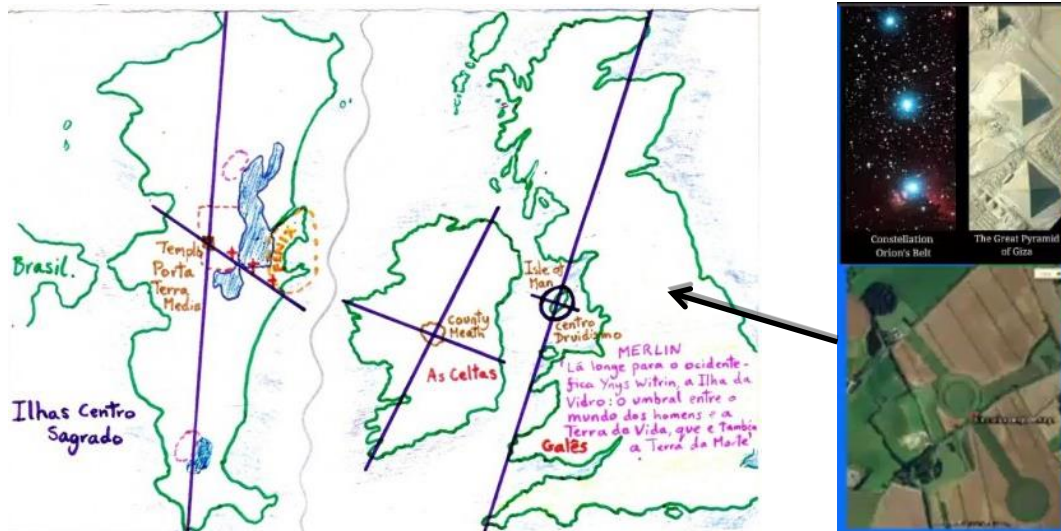 Brasil.
Templo
Porta
Terra
Media
FENIX
Ilhas Centro
Sagrado
County
Meath
As Celtas
Isle of
Man
Centro
Druidismo
MERLIN
'Lá longe para o ocidente-
fica Ynys Witrin, a Ilha da
Vidro: o umbral entre o
mundo dos homens e a
Terra da Vida, que e tambien
a Terra da Morte'
Galês
Constellation
Orion's Belt
The Great Pyramid
of Giza